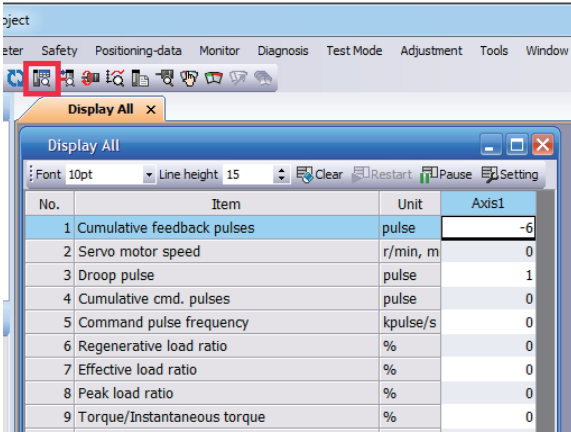 oject
eter Safety Positioning-data Monitor Diagnosis Test Mode Adjustment Tools Window
Display All
Display All
Font 10pt Line height 15 Clear Restart Pause Setting
No. Item Unit Axis1
1 Cumulative feedback pulses pulse -6
2 Servo motor speed r/min, m 0
3 Droop pulse pulse 1
4 Cumulative cmd. pulses pulse 0
5 Command pulse frequency kpulse/s 0
6 Regenerative load ratio % 0
7 Effective load ratio % 0
8 Peak load ratio % 0
9 Torque/Instantaneous torque % 0